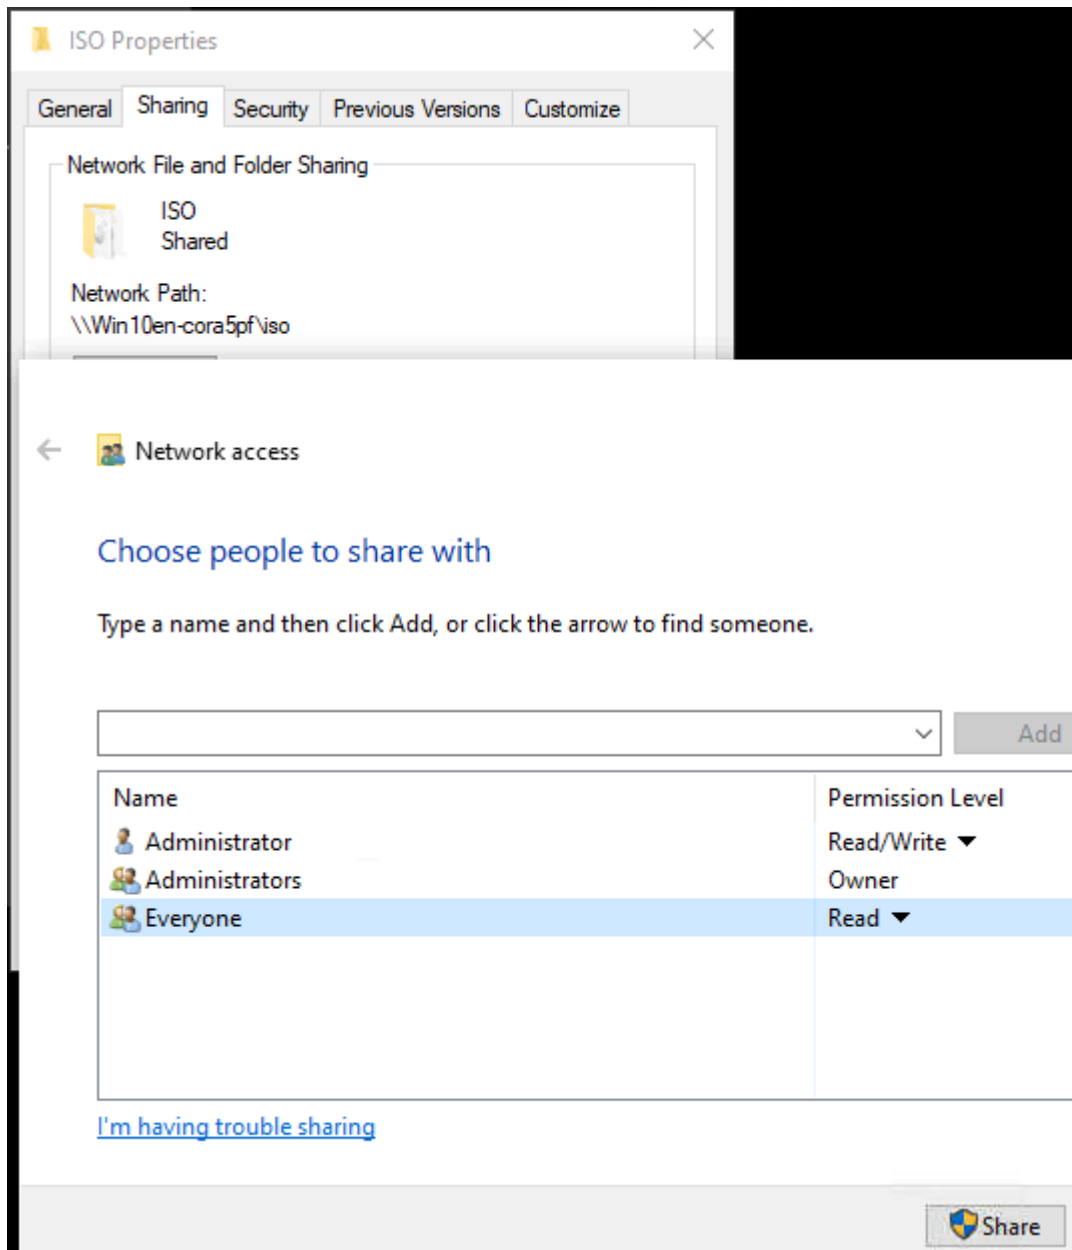 ISO Properties
General Sharing Security Previous Versions Customize
Network File and Folder Sharing
ISO
Shared
Network Path:
\\Win10en-cora5pf\iso
Network access
Choose people to share with
Type a name and then click Add, or click the arrow to find someone.
Add
Name Permission Level
Administrator Read/Write
Administrators Owner
Everyone Read
I'm having trouble sharing
Share